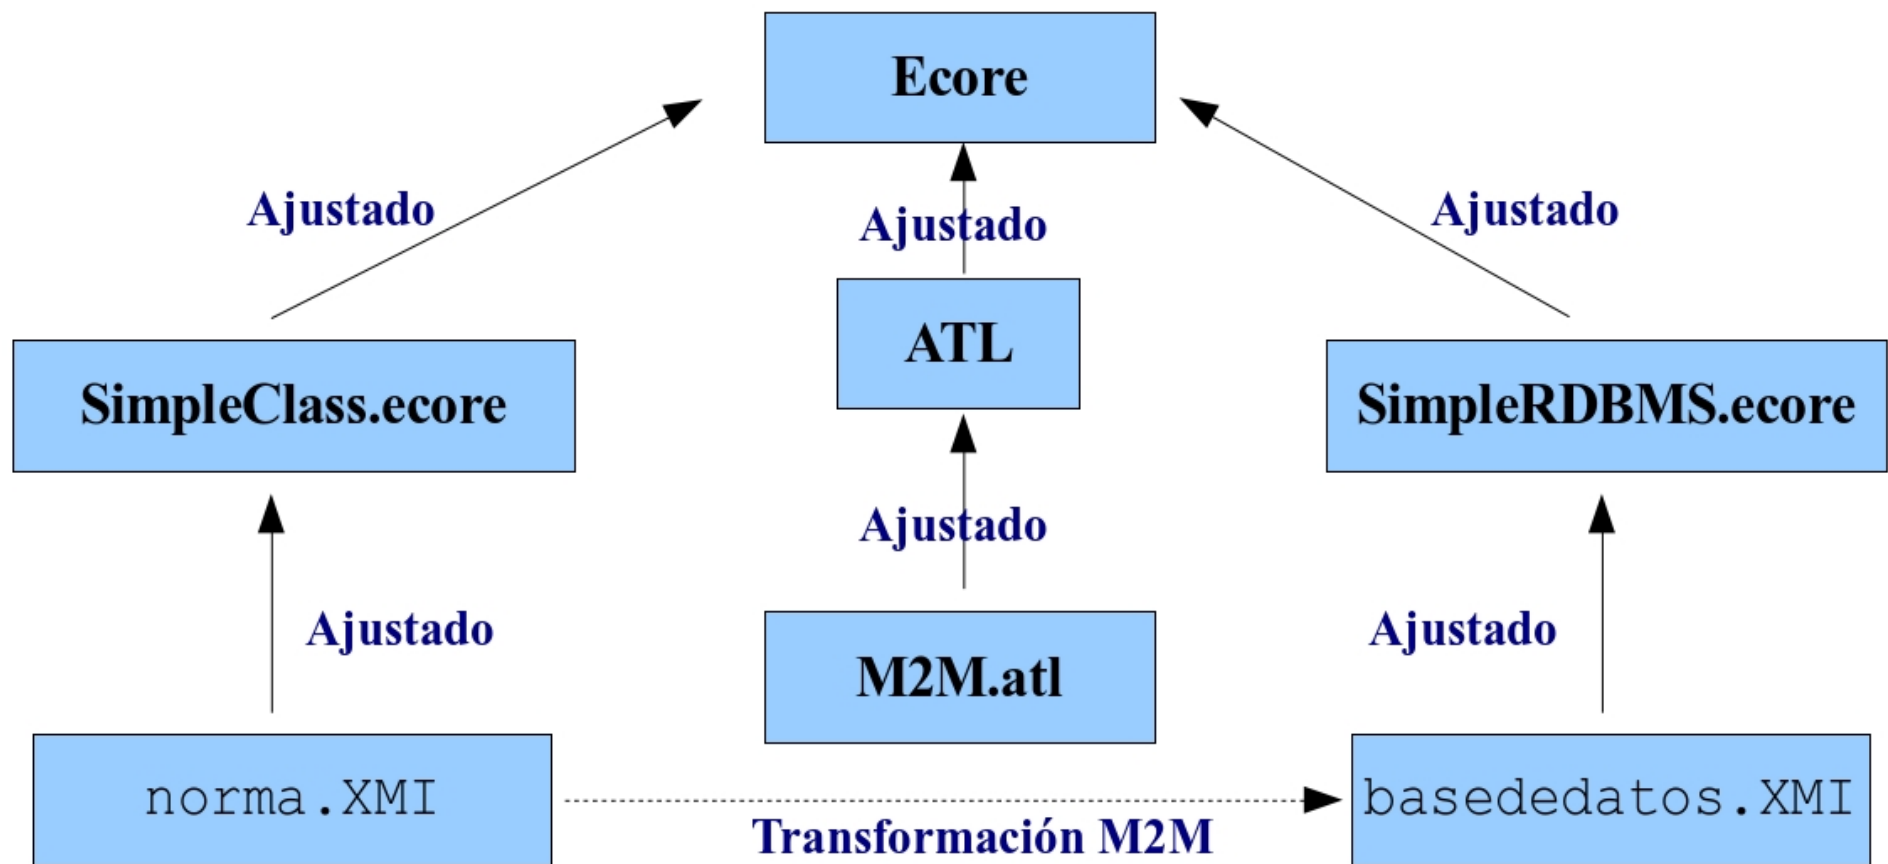 Ecore
Ajustado
Ajustado
Ajustado
ATL
SimpleClass.ecore
SimpleRDBMS.ecore
Ajustado
Ajustado
Ajustado
M2M.atl
norma.XMI
basededatos.XMI
Transformación M2M